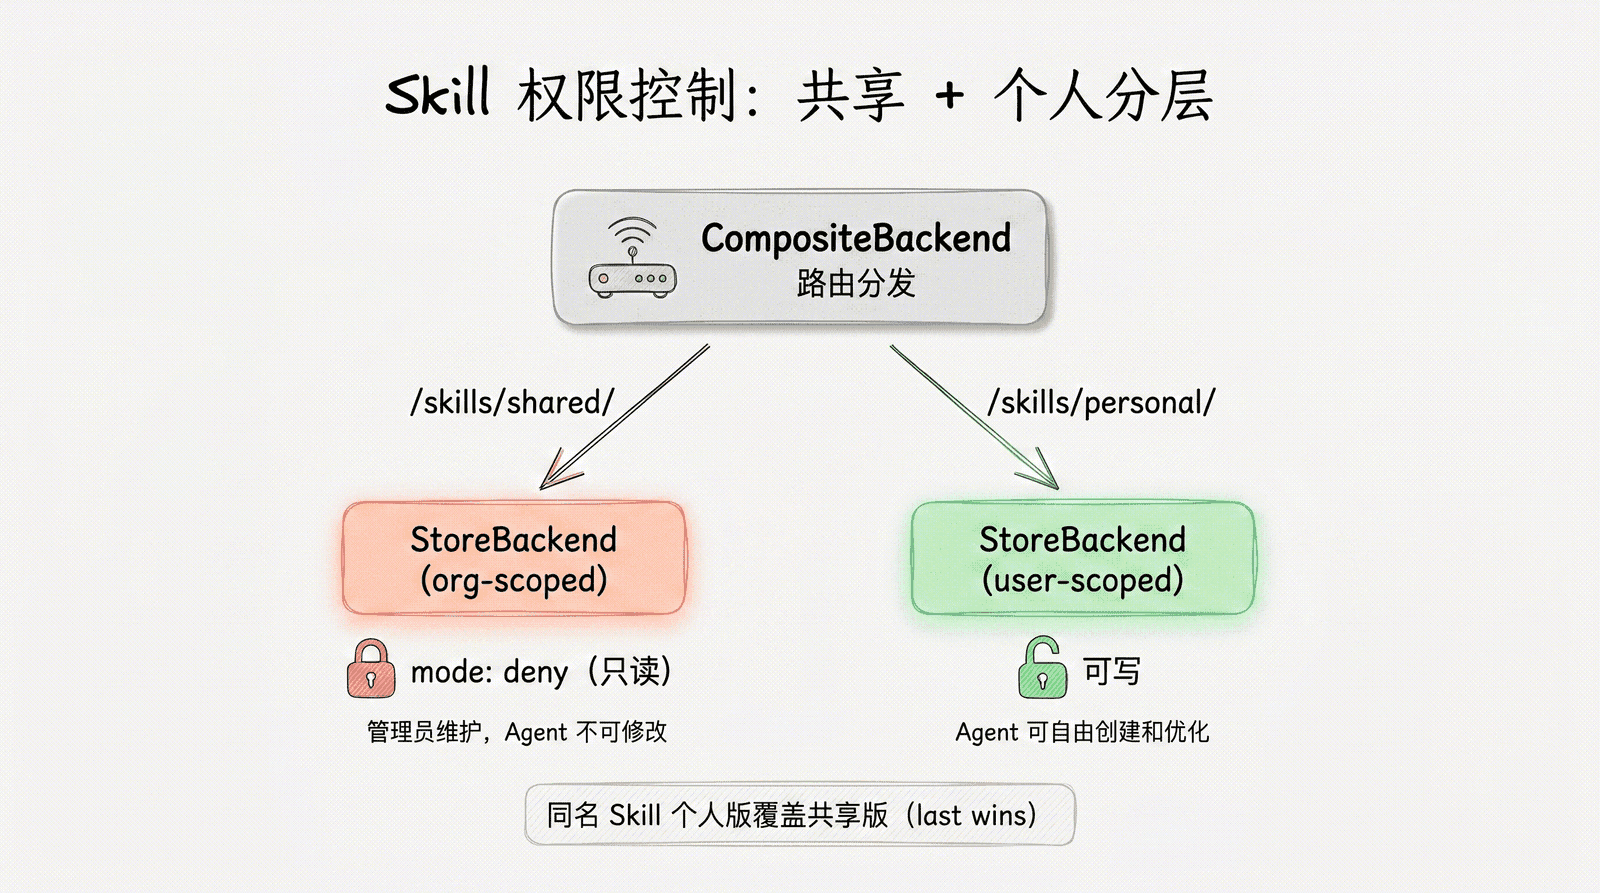 Skill 权限控制：共享 + 个人分层
CompositeBackend
路由分发
/skills/shared/
/skills/personal/
StoreBackend
(org-scoped)
StoreBackend
(user-scoped)
mode: deny（只读）
可写
管理员维护，Agent 不可修改
Agent 可自由创建和优化
同名 Skill 个人版覆盖共享版（last wins）